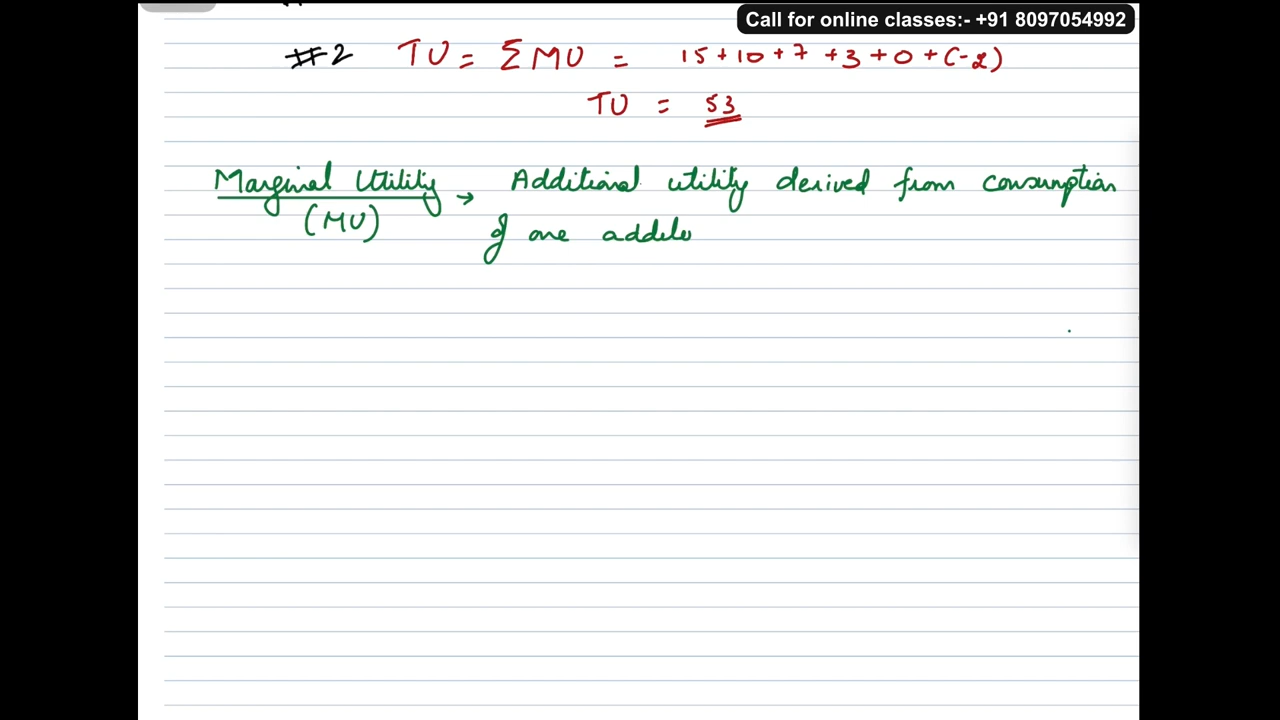 Call for online classes:- +91 8097054992
#2 TU = ΣMU = 15+10+7+3+0+(-2)
TU = 53
Marginal Utility → Additional utility derived from consumption
(MU) of one addilo